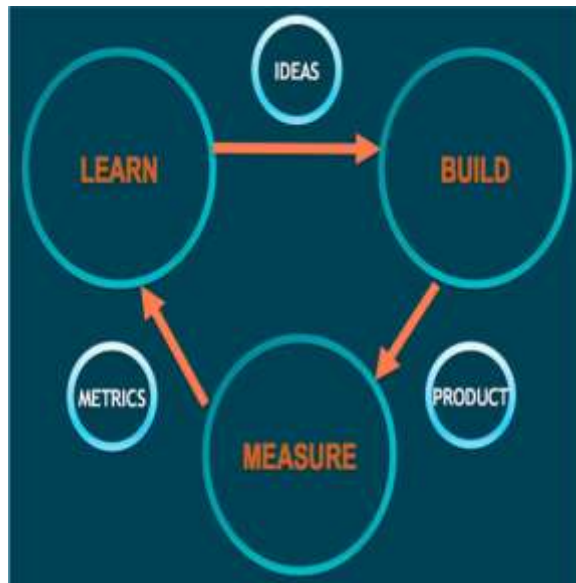 IDEAS
LEARN
BUILD
METRICS
PRODUCT
MEASURE